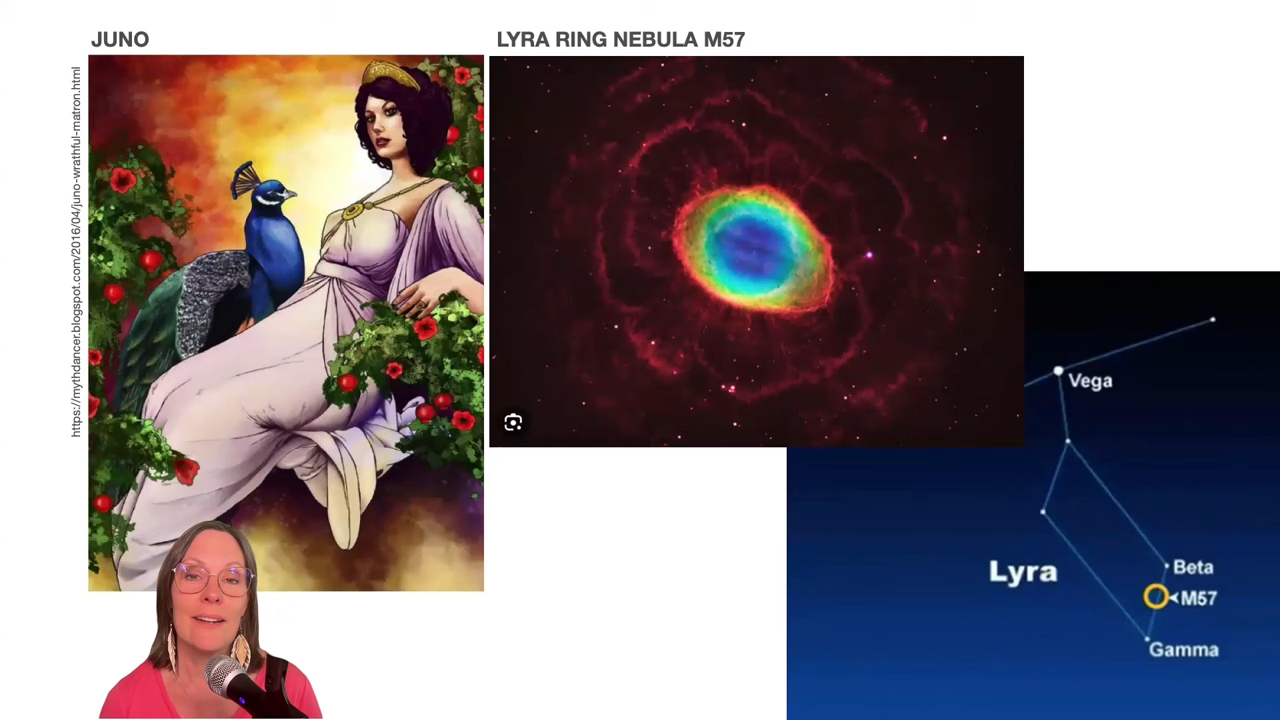 JUNO
LYRA RING NEBULA M57
https://mythdancer.blogspot.com/2016/04/juno-wrathful-matron.html
Vega
Lyra
Beta
M57
Gamma